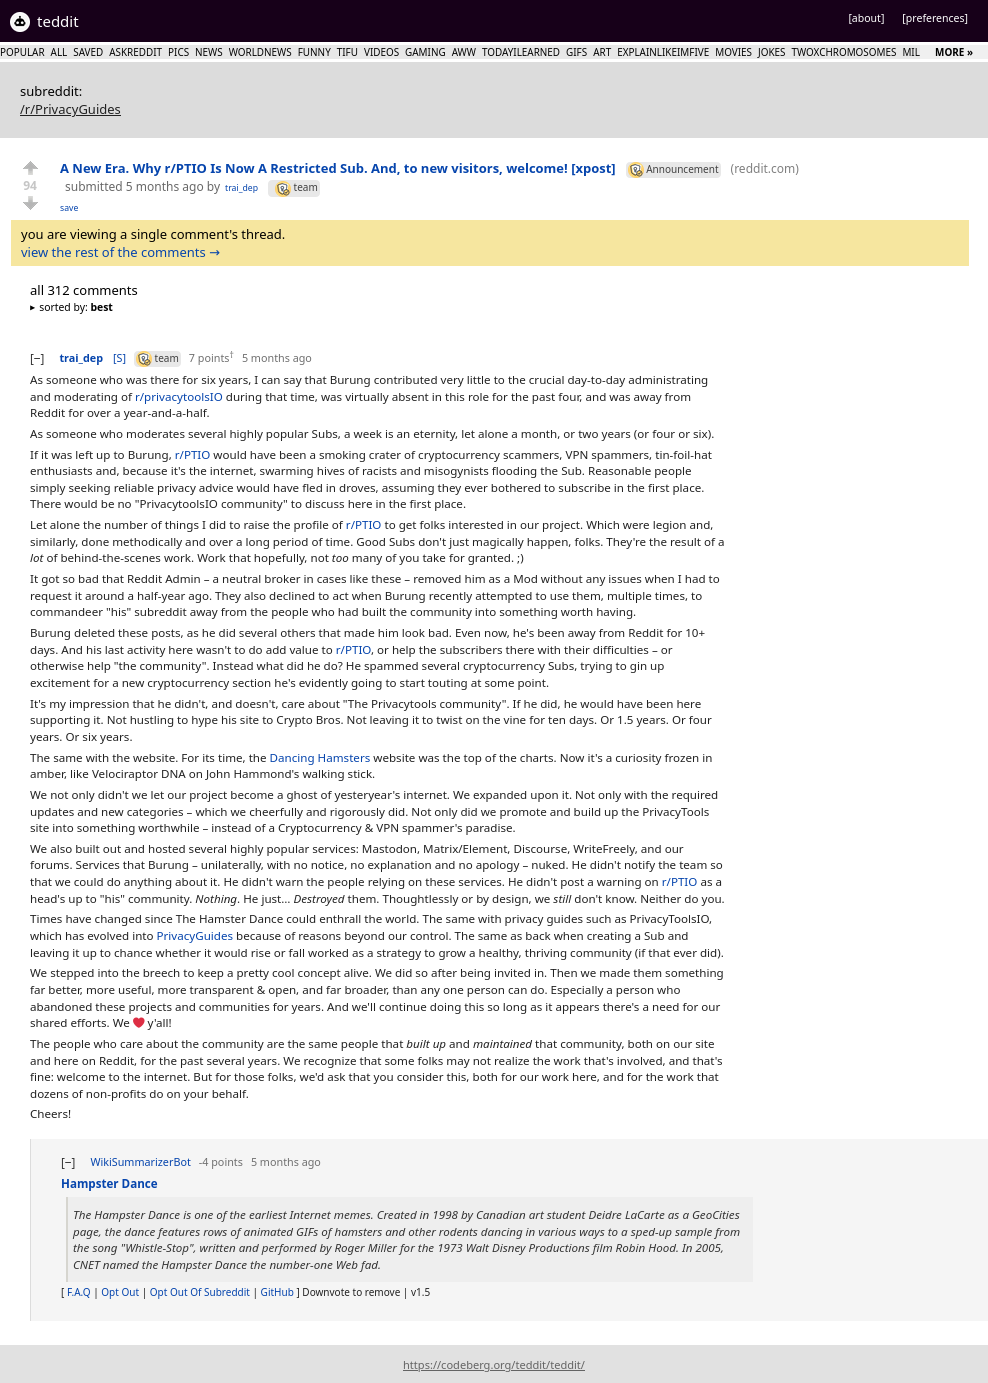 teddit
[about] [preferences]
POPULAR ALL SAVED ASKREDDIT PICS NEWS WORLDNEWS FUNNY TIFU VIDEOS GAMING AWW TODAYILEARNED GIFS ART EXPLAINLIKEIMFIVE MOVIES JOKES TWOXCHROMOSOMES MIL MORE »
subreddit:
/r/PrivacyGuides
A New Era. Why r/PTIO Is Now A Restricted Sub. And, to new visitors, welcome! [xpost] Announcement (reddit.com)
94
submitted 5 months ago by trai_dep team
save
you are viewing a single comment's thread.
view the rest of the comments →
all 312 comments
▸ sorted by: best
[−] trai_dep [S] team 7 points† 5 months ago
As someone who was there for six years, I can say that Burung contributed very little to the crucial day-to-day administrating
and moderating of r/privacytoolsIO during that time, was virtually absent in this role for the past four, and was away from
Reddit for over a year-and-a-half.
As someone who moderates several highly popular Subs, a week is an eternity, let alone a month, or two years (or four or six).
If it was left up to Burung, r/PTIO would have been a smoking crater of cryptocurrency scammers, VPN spammers, tin-foil-hat
enthusiasts and, because it's the internet, swarming hives of racists and misogynists flooding the Sub. Reasonable people
simply seeking reliable privacy advice would have fled in droves, assuming they ever bothered to subscribe in the first place.
There would be no "PrivacytoolsIO community" to discuss here in the first place.
Let alone the number of things I did to raise the profile of r/PTIO to get folks interested in our project. Which were legion and,
similarly, done methodically and over a long period of time. Good Subs don't just magically happen, folks. They're the result of a
lot of behind-the-scenes work. Work that hopefully, not too many of you take for granted. ;)
It got so bad that Reddit Admin – a neutral broker in cases like these – removed him as a Mod without any issues when I had to
request it around a half-year ago. They also declined to act when Burung recently attempted to use them, multiple times, to
commandeer "his" subreddit away from the people who had built the community into something worth having.
Burung deleted these posts, as he did several others that made him look bad. Even now, he's been away from Reddit for 10+
days. And his last activity here wasn't to do add value to r/PTIO, or help the subscribers there with their difficulties – or
otherwise help "the community". Instead what did he do? He spammed several cryptocurrency Subs, trying to gin up
excitement for a new cryptocurrency section he's evidently going to start touting at some point.
It's my impression that he didn't, and doesn't, care about "The Privacytools community". If he did, he would have been here
supporting it. Not hustling to hype his site to Crypto Bros. Not leaving it to twist on the vine for ten days. Or 1.5 years. Or four
years. Or six years.
The same with the website. For its time, the Dancing Hamsters website was the top of the charts. Now it's a curiosity frozen in
amber, like Velociraptor DNA on John Hammond's walking stick.
We not only didn't we let our project become a ghost of yesteryear's internet. We expanded upon it. Not only with the required
updates and new categories – which we cheerfully and rigorously did. Not only did we promote and build up the PrivacyTools
site into something worthwhile – instead of a Cryptocurrency & VPN spammer's paradise.
We also built out and hosted several highly popular services: Mastodon, Matrix/Element, Discourse, WriteFreely, and our
forums. Services that Burung – unilaterally, with no notice, no explanation and no apology – nuked. He didn't notify the team so
that we could do anything about it. He didn't warn the people relying on these services. He didn't post a warning on r/PTIO as a
head's up to "his" community. Nothing. He just… Destroyed them. Thoughtlessly or by design, we still don't know. Neither do you.
Times have changed since The Hamster Dance could enthrall the world. The same with privacy guides such as PrivacyToolsIO,
which has evolved into PrivacyGuides because of reasons beyond our control. The same as back when creating a Sub and
leaving it up to chance whether it would rise or fall worked as a strategy to grow a healthy, thriving community (if that ever did).
We stepped into the breech to keep a pretty cool concept alive. We did so after being invited in. Then we made them something
far better, more useful, more transparent & open, and far broader, than any one person can do. Especially a person who
abandoned these projects and communities for years. And we'll continue doing this so long as it appears there's a need for our
shared efforts. We ❤️ y'all!
The people who care about the community are the same people that built up and maintained that community, both on our site
and here on Reddit, for the past several years. We recognize that some folks may not realize the work that's involved, and that's
fine: welcome to the internet. But for those folks, we'd ask that you consider this, both for our work here, and for the work that
dozens of non-profits do on your behalf.
Cheers!
[−] WikiSummarizerBot -4 points 5 months ago
Hampster Dance
The Hampster Dance is one of the earliest Internet memes. Created in 1998 by Canadian art student Deidre LaCarte as a GeoCities
page, the dance features rows of animated GIFs of hamsters and other rodents dancing in various ways to a sped-up sample from
the song "Whistle-Stop", written and performed by Roger Miller for the 1973 Walt Disney Productions film Robin Hood. In 2005,
CNET named the Hampster Dance the number-one Web fad.
[ F.A.Q | Opt Out | Opt Out Of Subreddit | GitHub ] Downvote to remove | v1.5
https://codeberg.org/teddit/teddit/